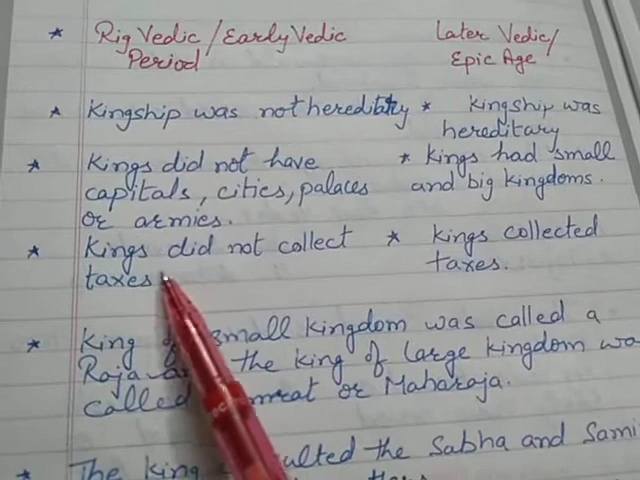 * Rig Vedic / Early Vedic Period
Later Vedic / Epic Age
* Kingship was not hereditary
* Kingship was hereditary
* Kings did not have
capitals, cities, palaces
or armies.
* Kings had small
and big kingdoms.
* Kings did not collect
taxes
* Kings collected
taxes.
* King small kingdom was called a
Raja the king of large kingdom
called or Maharaja.
* The king the Sabha and